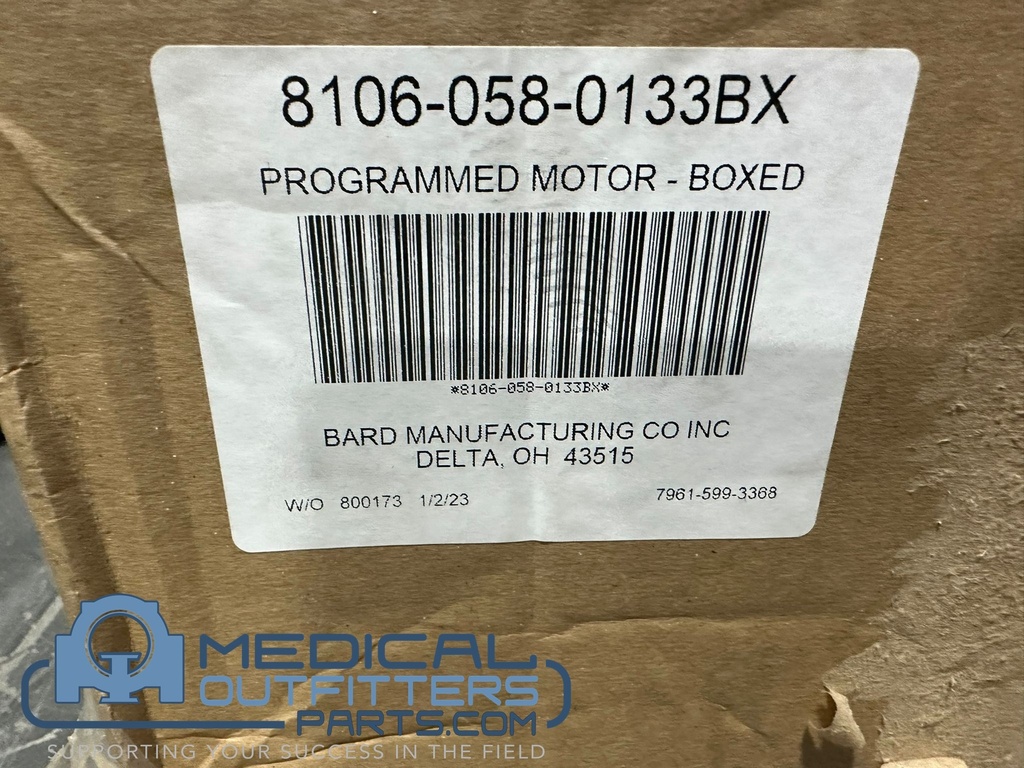 8106-058-0133BX
PROGRAMMED MOTOR - BOXED
*8106-058-0133BX*
BARD MANUFACTURING CO INC
DELTA, OH 43515
W/O 800173 1/2/23 7961-599-3368
MEDICAL
OUTFITTERS
PARTS.COM
SUPPORTING YOUR SUCCESS IN THE FIELD